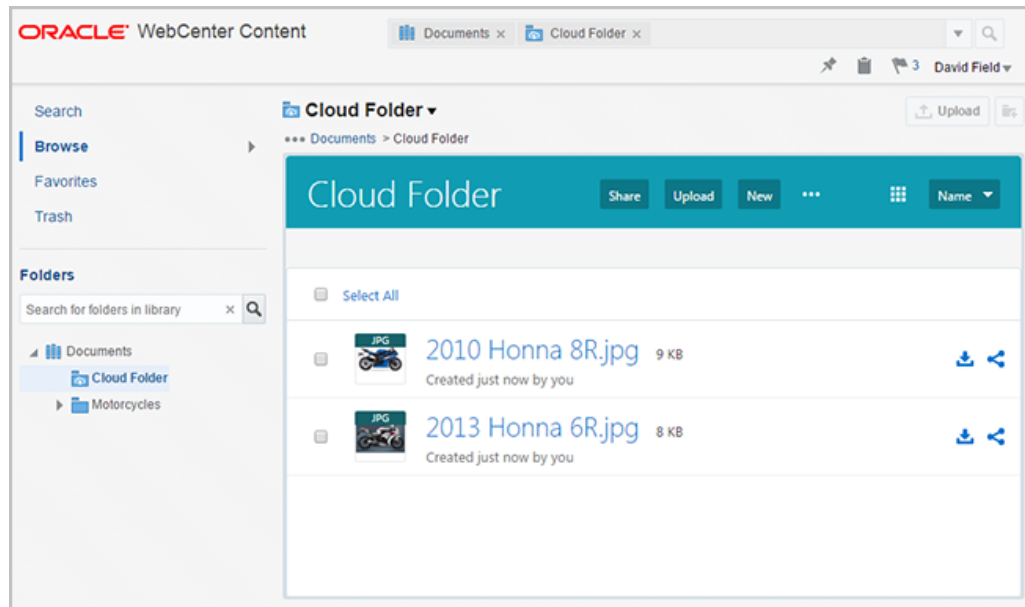 ORACLE WebCenter Content
Documents × Cloud Folder ×
3 David Field
Search
Browse
Favorites
Trash
Folders
Search for folders in library ×
Documents
Cloud Folder
Motorcycles
Cloud Folder
Upload
••• Documents > Cloud Folder
Cloud Folder Share Upload New ••• Name
Select All
JPG
2010 Honna 8R.jpg 9 KB
Created just now by you
JPG
2013 Honna 6R.jpg 8 KB
Created just now by you